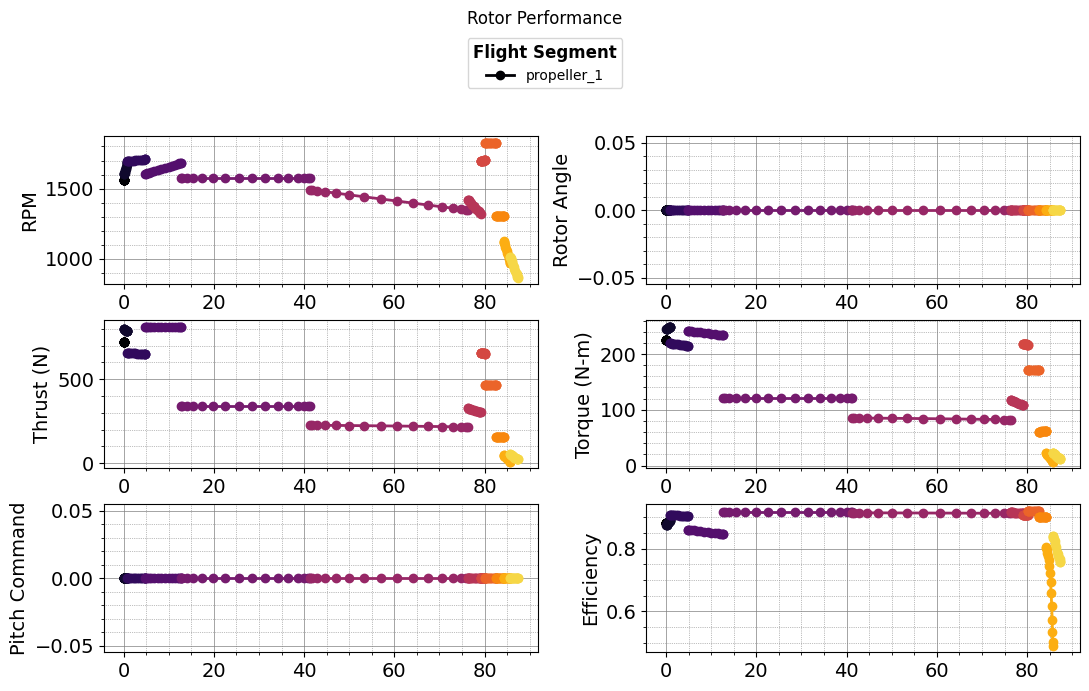 Rotor Performance
Flight Segment
propeller_1
RPM
1500
1000
0 20 40 60 80
Rotor Angle
0.05
0.00
−0.05
0 20 40 60 80
Thrust (N)
500
0
0 20 40 60 80
Torque (N-m)
200
100
0
0 20 40 60 80
Pitch Command
0.05
0.00
−0.05
0 20 40 60 80
Efficiency
0.8
0.6
0 20 40 60 80